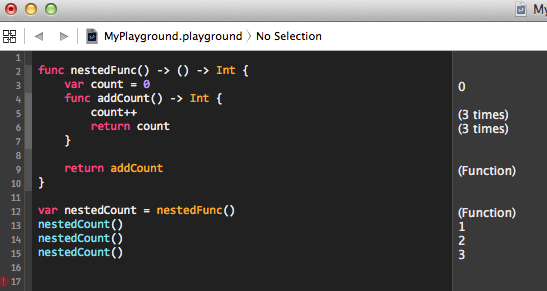 My
MyPlayground.playground › No Selection
1
2 func nestedFunc() -> () -> Int {
3 var count = 0 0
4 func addCount() -> Int {
5 count++ (3 times)
6 return count (3 times)
7 }
8
9 return addCount (Function)
10 }
11
12 var nestedCount = nestedFunc() (Function)
13 nestedCount() 1
14 nestedCount() 2
15 nestedCount() 3
16
17